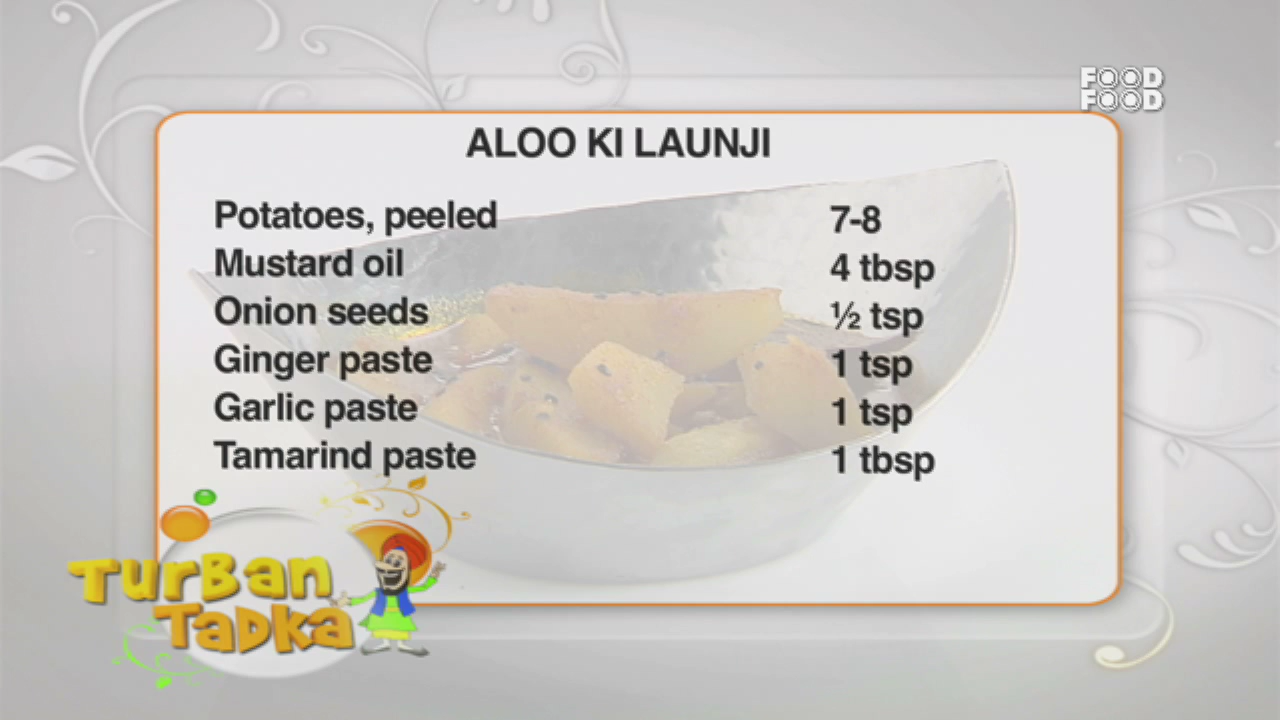 FOOD
FOOD
ALOO KI LAUNJI
Potatoes, peeled 7-8
Mustard oil 4 tbsp
Onion seeds ½ tsp
Ginger paste 1 tsp
Garlic paste 1 tsp
Tamarind paste 1 tbsp
TURBAN
TADKA